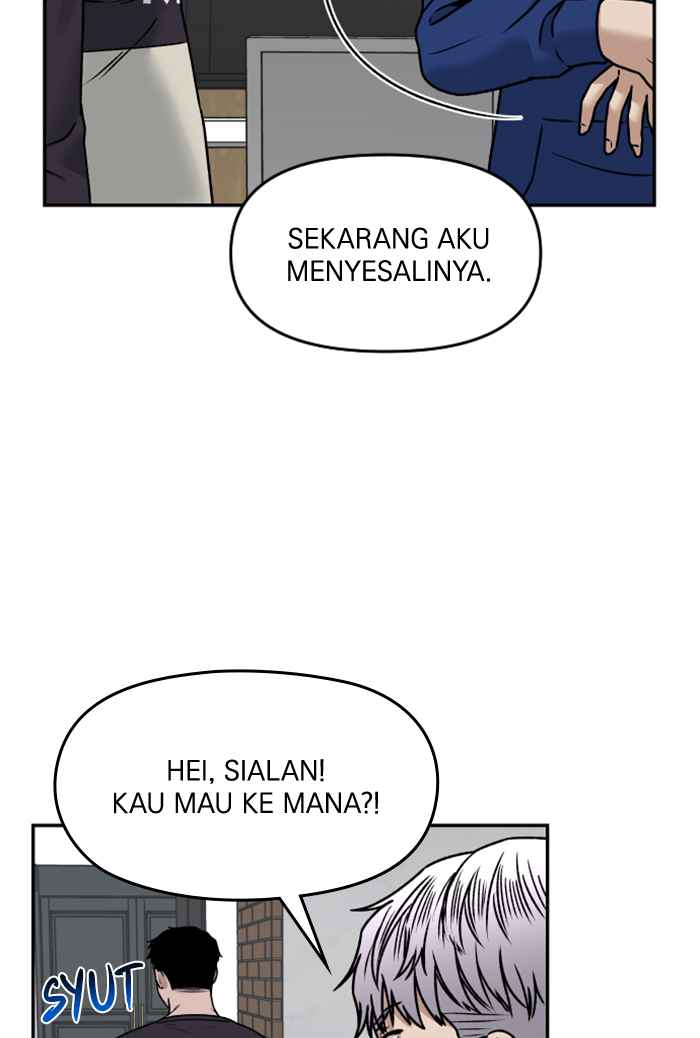 SEKARANG AKU
MENYESALINYA.
HEI, SIALAN!
KAU MAU KE MANA?!
SYUT